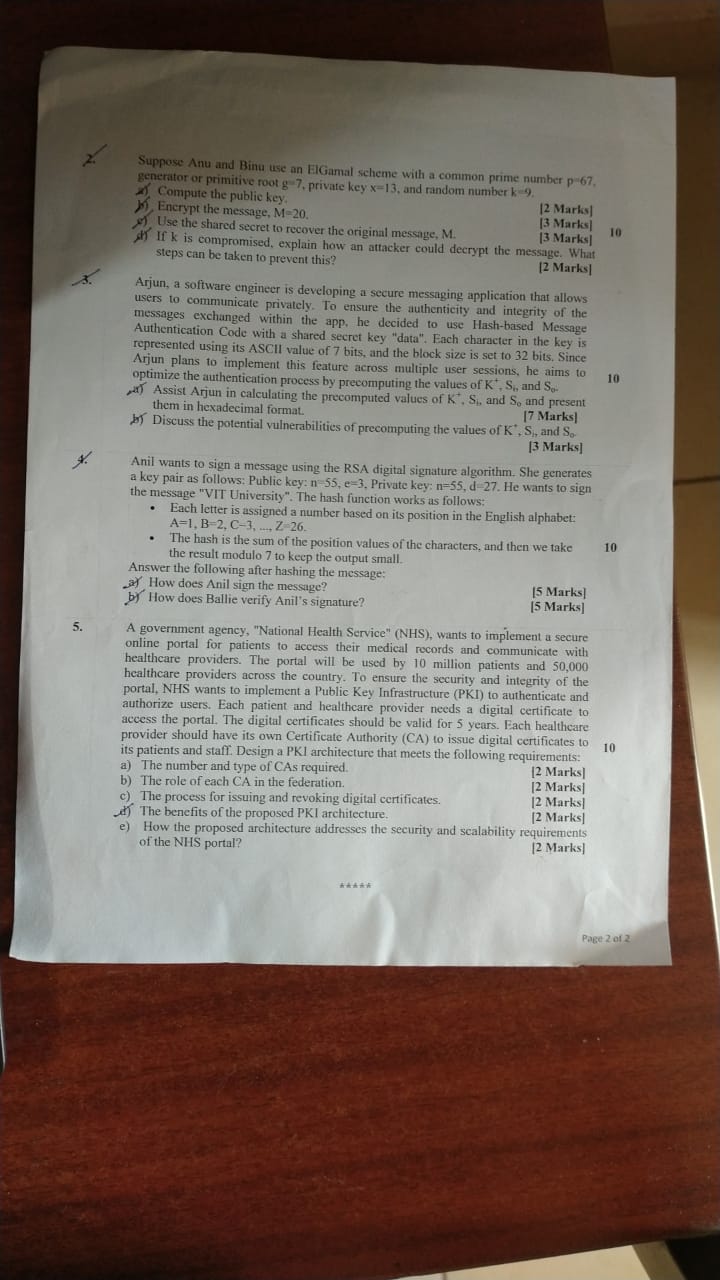 2. Suppose Anu and Binu use an ElGamal scheme with a common prime number p=67,
generator or primitive root g=7, private key x=13, and random number k=9.
a) Compute the public key. [2 Marks]
b) Encrypt the message, M=20. [3 Marks]
c) Use the shared secret to recover the original message, M. [3 Marks] 10
d) If k is compromised, explain how an attacker could decrypt the message. What
steps can be taken to prevent this? [2 Marks]
3. Arjun, a software engineer is developing a secure messaging application that allows
users to communicate privately. To ensure the authenticity and integrity of the
messages exchanged within the app, he decided to use Hash-based Message
Authentication Code with a shared secret key "data". Each character in the key is
represented using its ASCII value of 7 bits, and the block size is set to 32 bits. Since
Arjun plans to implement this feature across multiple user sessions, he aims to
optimize the authentication process by precomputing the values of K⁺, Sᵢ, and Sₒ. 10
a) Assist Arjun in calculating the precomputed values of K⁺, Sᵢ, and Sₒ and present
them in hexadecimal format. [7 Marks]
b) Discuss the potential vulnerabilities of precomputing the values of K⁺, Sᵢ, and Sₒ.
[3 Marks]
4. Anil wants to sign a message using the RSA digital signature algorithm. She generates
a key pair as follows: Public key: n=55, e=3, Private key: n=55, d=27. He wants to sign
the message "VIT University". The hash function works as follows:
• Each letter is assigned a number based on its position in the English alphabet:
A=1, B=2, C=3, ..., Z=26.
• The hash is the sum of the position values of the characters, and then we take 10
the result modulo 7 to keep the output small.
Answer the following after hashing the message:
a) How does Anil sign the message? [5 Marks]
b) How does Ballie verify Anil's signature? [5 Marks]
5. A government agency, "National Health Service" (NHS), wants to implement a secure
online portal for patients to access their medical records and communicate with
healthcare providers. The portal will be used by 10 million patients and 50,000
healthcare providers across the country. To ensure the security and integrity of the
portal, NHS wants to implement a Public Key Infrastructure (PKI) to authenticate and
authorize users. Each patient and healthcare provider needs a digital certificate to
access the portal. The digital certificates should be valid for 5 years. Each healthcare
provider should have its own Certificate Authority (CA) to issue digital certificates to
its patients and staff. Design a PKI architecture that meets the following requirements: 10
a) The number and type of CAs required. [2 Marks]
b) The role of each CA in the federation. [2 Marks]
c) The process for issuing and revoking digital certificates. [2 Marks]
d) The benefits of the proposed PKI architecture. [2 Marks]
e) How the proposed architecture addresses the security and scalability requirements
of the NHS portal? [2 Marks]
*****
Page 2 of 2